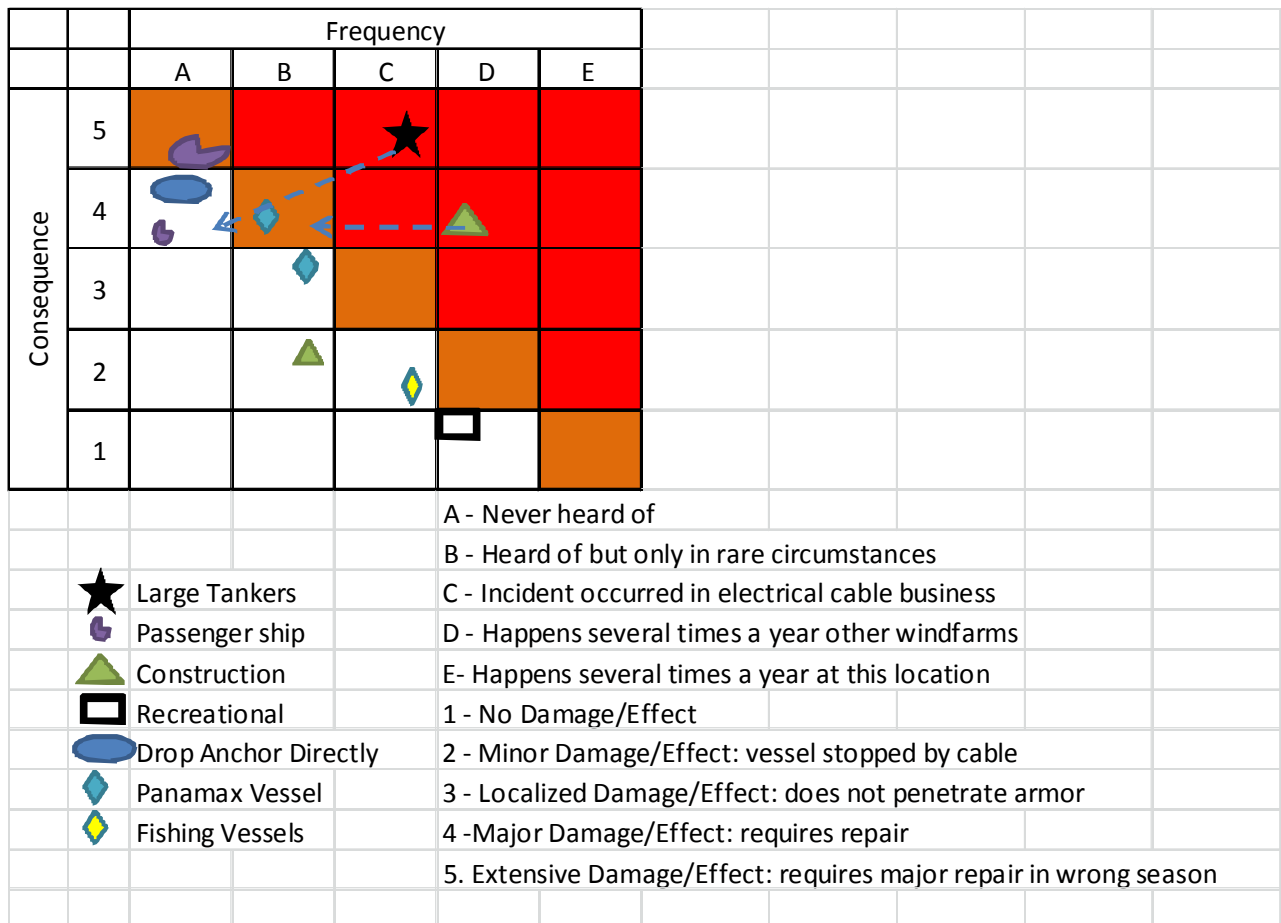 Frequency
A B C D E
Consequence
5
4
3
2
1
A - Never heard of
B - Heard of but only in rare circumstances
Large Tankers C - Incident occurred in electrical cable business
Passenger ship D - Happens several times a year other windfarms
Construction E- Happens several times a year at this location
Recreational 1 - No Damage/Effect
Drop Anchor Directly 2 - Minor Damage/Effect: vessel stopped by cable
Panamax Vessel 3 - Localized Damage/Effect: does not penetrate armor
Fishing Vessels 4 -Major Damage/Effect: requires repair
5. Extensive Damage/Effect: requires major repair in wrong season